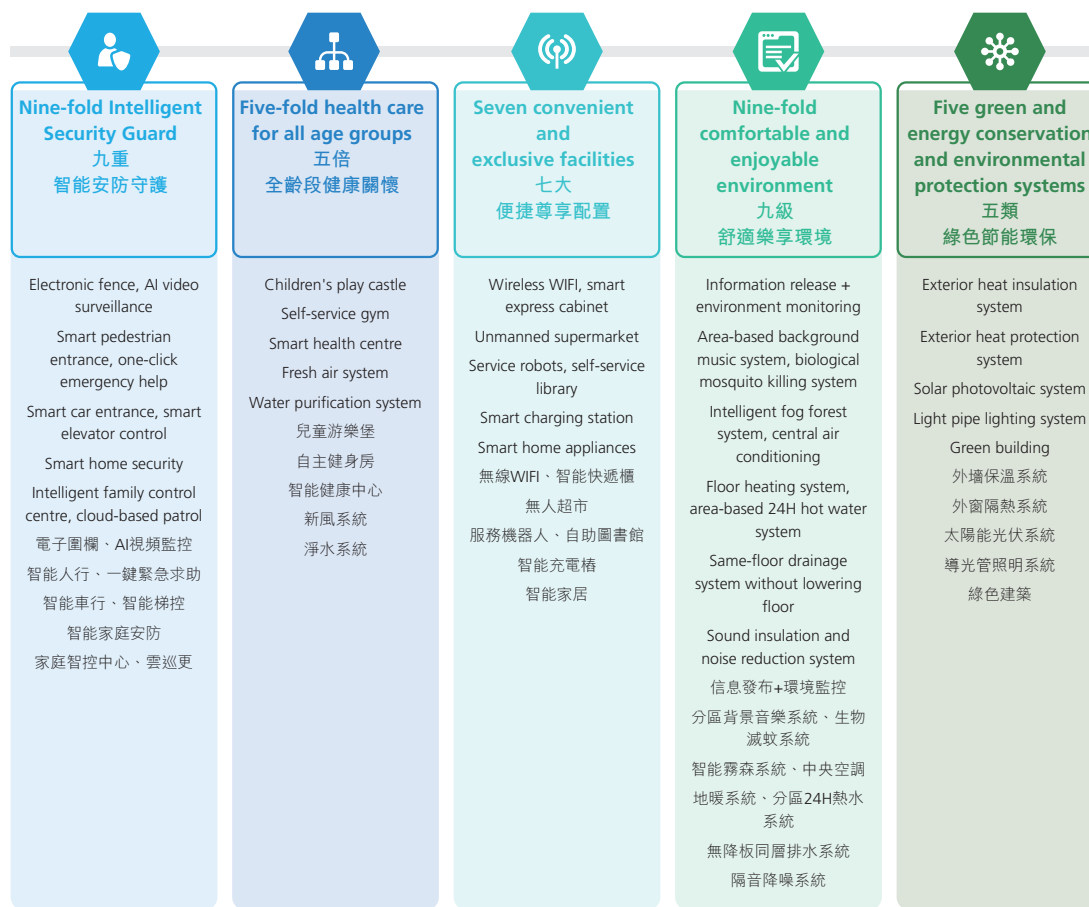 Nine-fold Intelligent
Security Guard
九重
智能安防守護
Electronic fence, AI video
surveillance
Smart pedestrian
entrance, one-click
emergency help
Smart car entrance, smart
elevator control
Smart home security
Intelligent family control
centre, cloud-based patrol
電子圍欄、AI視頻監控
智能人行、一鍵緊急求助
智能車行、智能梯控
智能家庭安防
家庭智控中心、雲巡更
Five-fold health care
for all age groups
五倍
全齡段健康關懷
Children's play castle
Self-service gym
Smart health centre
Fresh air system
Water purification system
兒童游樂堡
自主健身房
智能健康中心
新風系統
淨水系統
Seven convenient
and
exclusive facilities
七大
便捷尊享配置
Wireless WIFI, smart
express cabinet
Unmanned supermarket
Service robots, self-service
library
Smart charging station
Smart home appliances
無線WIFI、智能快遞櫃
無人超市
服務機器人、自助圖書館
智能充電樁
智能家居
Nine-fold
comfortable and
enjoyable
environment
九級
舒適樂享環境
Information release +
environment monitoring
Area-based background
music system, biological
mosquito killing system
Intelligent fog forest
system, central air
conditioning
Floor heating system,
area-based 24H hot water
system
Same-floor drainage
system without lowering
floor
Sound insulation and
noise reduction system
信息發布+環境監控
分區背景音樂系統、生物
滅蚊系統
智能霧森系統、中央空調
地暖系統、分區24H熱水
系統
無降板同層排水系統
隔音降噪系統
Five green and
energy conservation
and environmental
protection systems
五類
綠色節能環保
Exterior heat insulation
system
Exterior heat protection
system
Solar photovoltaic system
Light pipe lighting system
Green building
外墻保溫系統
外窗隔熱系統
太陽能光伏系統
導光管照明系統
綠色建築